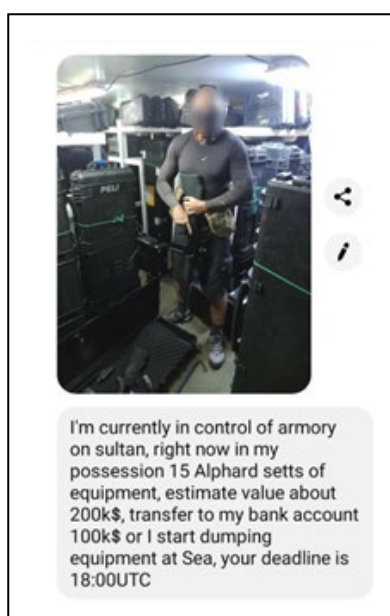 PELI
I'm currently in control of armory
on sultan, right now in my
possession 15 Alphard setts of
equipment, estimate value about
200k$, transfer to my bank account
100k$ or I start dumping
equipment at Sea, your deadline is
18:00UTC